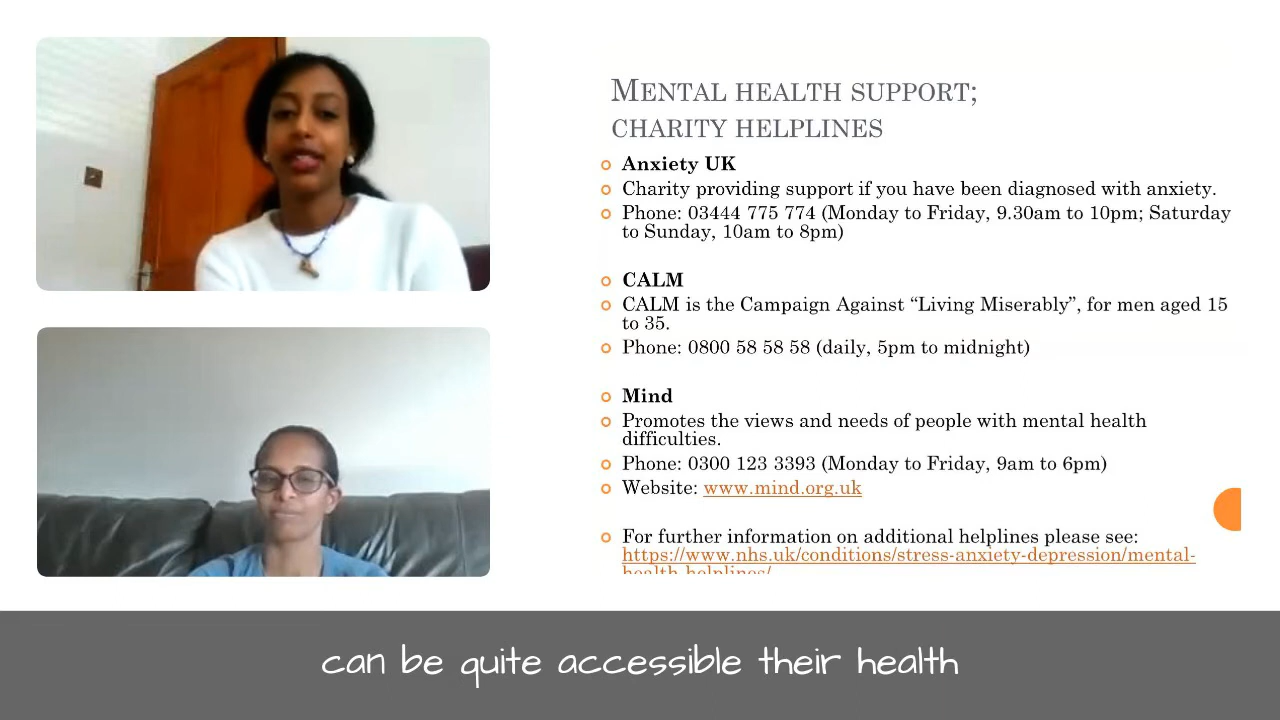 MENTAL HEALTH SUPPORT;
CHARITY HELPLINES
Anxiety UK
Charity providing support if you have been diagnosed with anxiety.
Phone: 03444 775 774 (Monday to Friday, 9.30am to 10pm; Saturday
to Sunday, 10am to 8pm)
CALM
CALM is the Campaign Against “Living Miserably”, for men aged 15
to 35.
Phone: 0800 58 58 58 (daily, 5pm to midnight)
Mind
Promotes the views and needs of people with mental health
difficulties.
Phone: 0300 123 3393 (Monday to Friday, 9am to 6pm)
Website: www.mind.org.uk
For further information on additional helplines please see:
https://www.nhs.uk/conditions/stress-anxiety-depression/mental-
health-helplines/
can be quite accessible their health